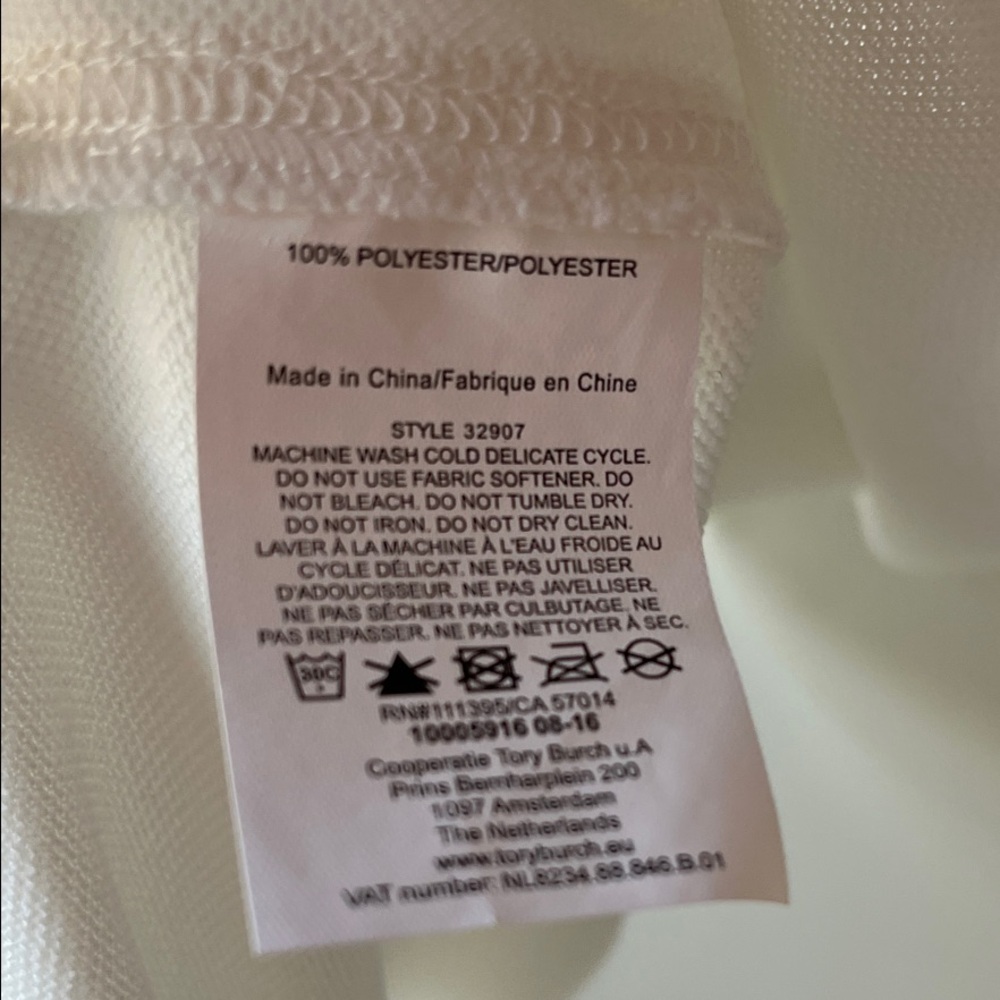 100% POLYESTER/POLYESTER
Made in China/Fabrique en Chine
STYLE 32907
MACHINE WASH COLD DELICATE CYCLE.
DO NOT USE FABRIC SOFTENER. DO
NOT BLEACH. DO NOT TUMBLE DRY.
DO NOT IRON. DO NOT DRY CLEAN.
LAVER À LA MACHINE À L'EAU FROIDE AU
CYCLE DÉLICAT. NE PAS UTILISER
D'ADOUCISSEUR. NE PAS JAVELLISER.
NE PAS SÉCHER PAR CULBUTAGE. NE
PAS REPASSER. NE PAS NETTOYER À SEC.
30C
RN#111395/CA 57014
10005916 08-16
Cooperatie Tory Burch u.A
Prins Bernharplein 200
1097 Amsterdam
The Netherlands
www.toryburch.eu
VAT number: NL8234.88.846.B.01